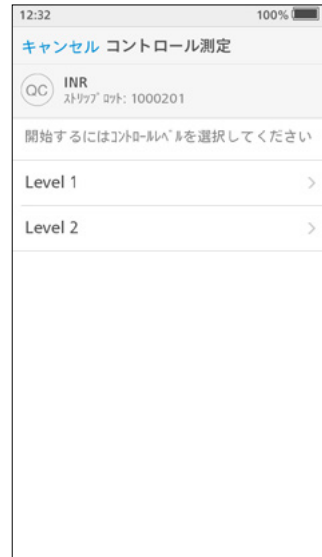 12:32 100%
キャンセル コントロール測定
QC INR
ｽﾄﾘｯﾌﾟ ﾛｯﾄ: 1000201
開始するにはｺﾝﾄﾛｰﾙﾚﾍﾞﾙを選択してください
Level 1
Level 2